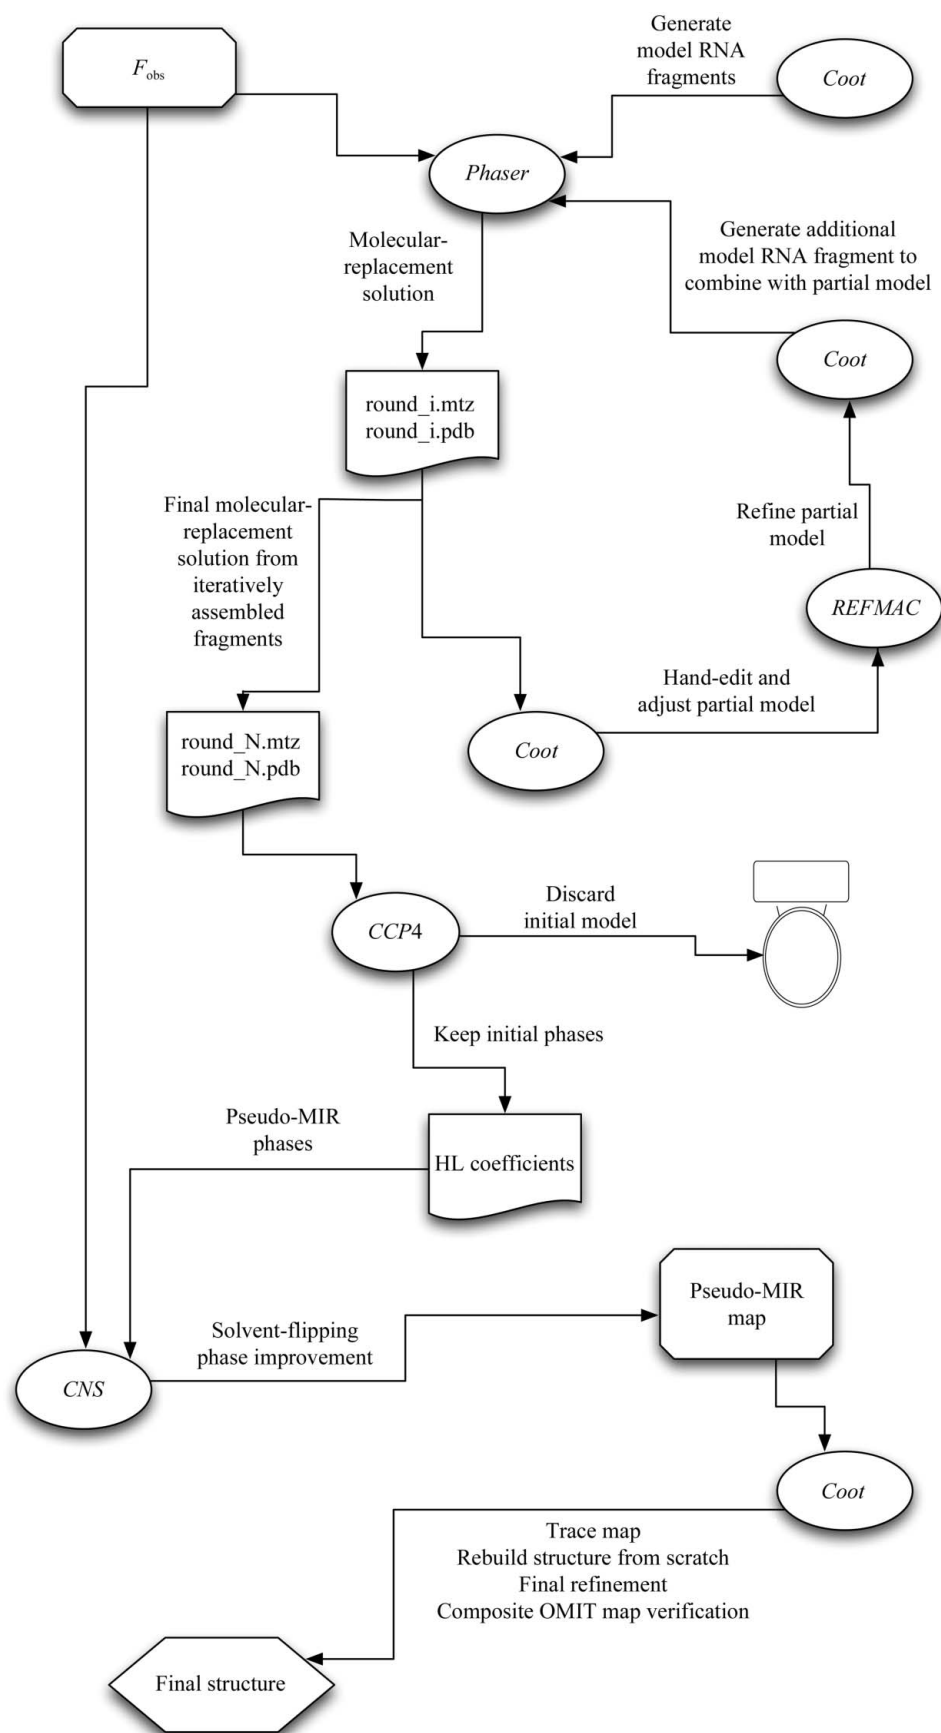 F obs
Generate
model RNA
fragments
Coot
Phaser
Molecular-
replacement
solution
Generate additional
model RNA fragment to
combine with partial model
Coot
round_i.mtz
round_i.pdb
Final molecular-
replacement
solution from
iteratively
assembled
fragments
Refine partial
model
REFMAC
Hand-edit and
adjust partial model
round_N.mtz
round_N.pdb
Coot
CCP4
Discard
initial model
Keep initial phases
Pseudo-MIR
phases
HL coefficients
Pseudo-MIR
map
Solvent-flipping
phase improvement
CNS
Coot
Trace map
Rebuild structure from scratch
Final refinement
Composite OMIT map verification
Final structure